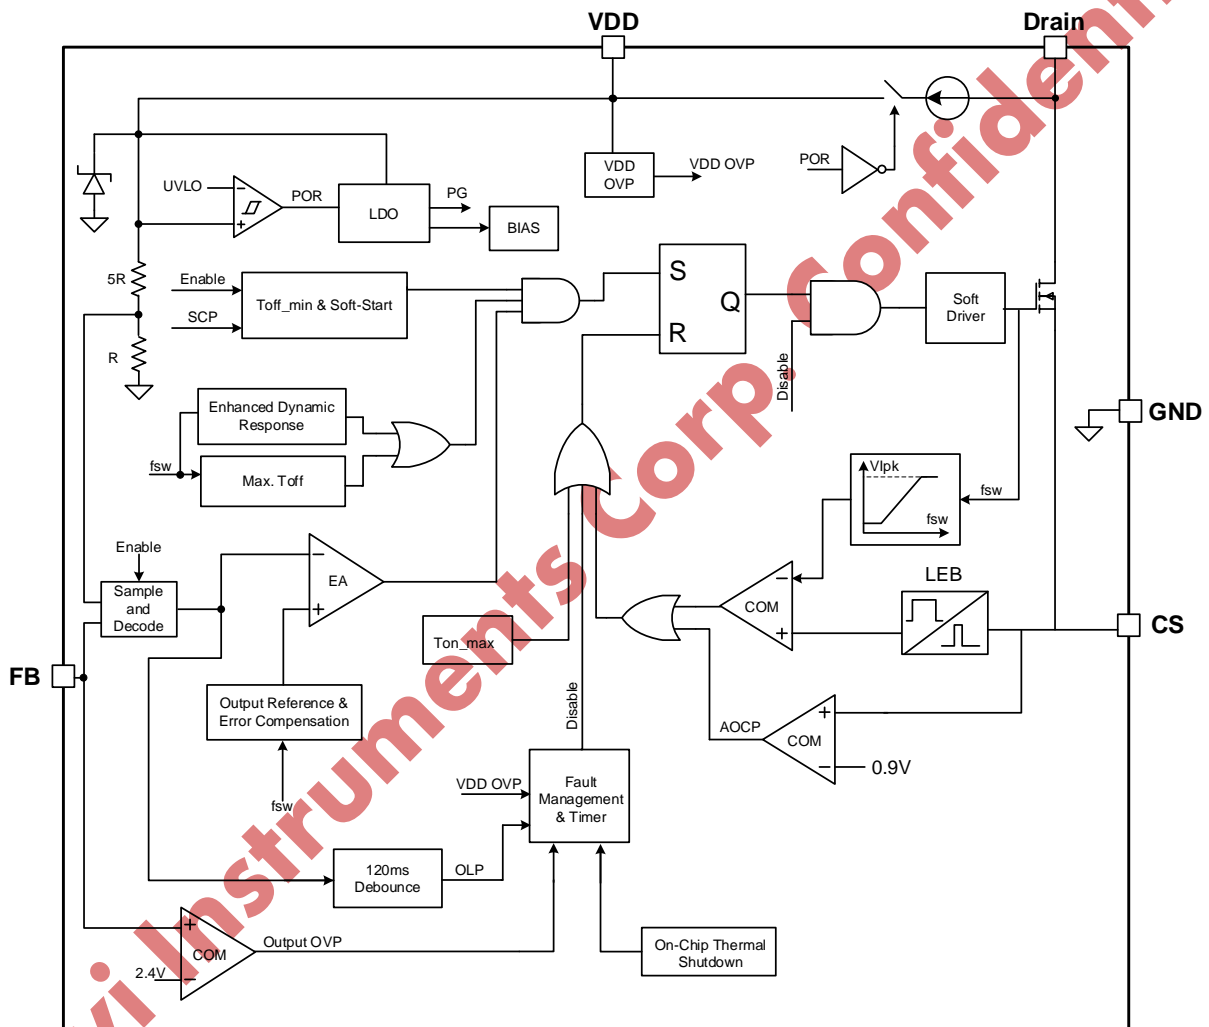 VDD
Drain
VDD
OVP
VDD OVP
POR
UVLO
−
+
POR
LDO
PG
BIAS
5R
R
Enable
SCP
Toff_min & Soft-Start
S
R
Q
Disable
Soft
Driver
GND
Enhanced Dynamic
Response
fsw
Max. Toff
VIpk
fsw
fsw
Enable
Sample
and
Decode
−
EA
+
LEB
−
COM
+
CS
Ton_max
FB
Output Reference &
Error Compensation
fsw
Disable
AOCP
+
COM
−
0.9V
VDD OVP
Fault
Management
& Timer
120ms
Debounce
OLP
+
COM
−
2.4V
Output OVP
On-Chip Thermal
Shutdown
vi Instruments Corp. Confidenti